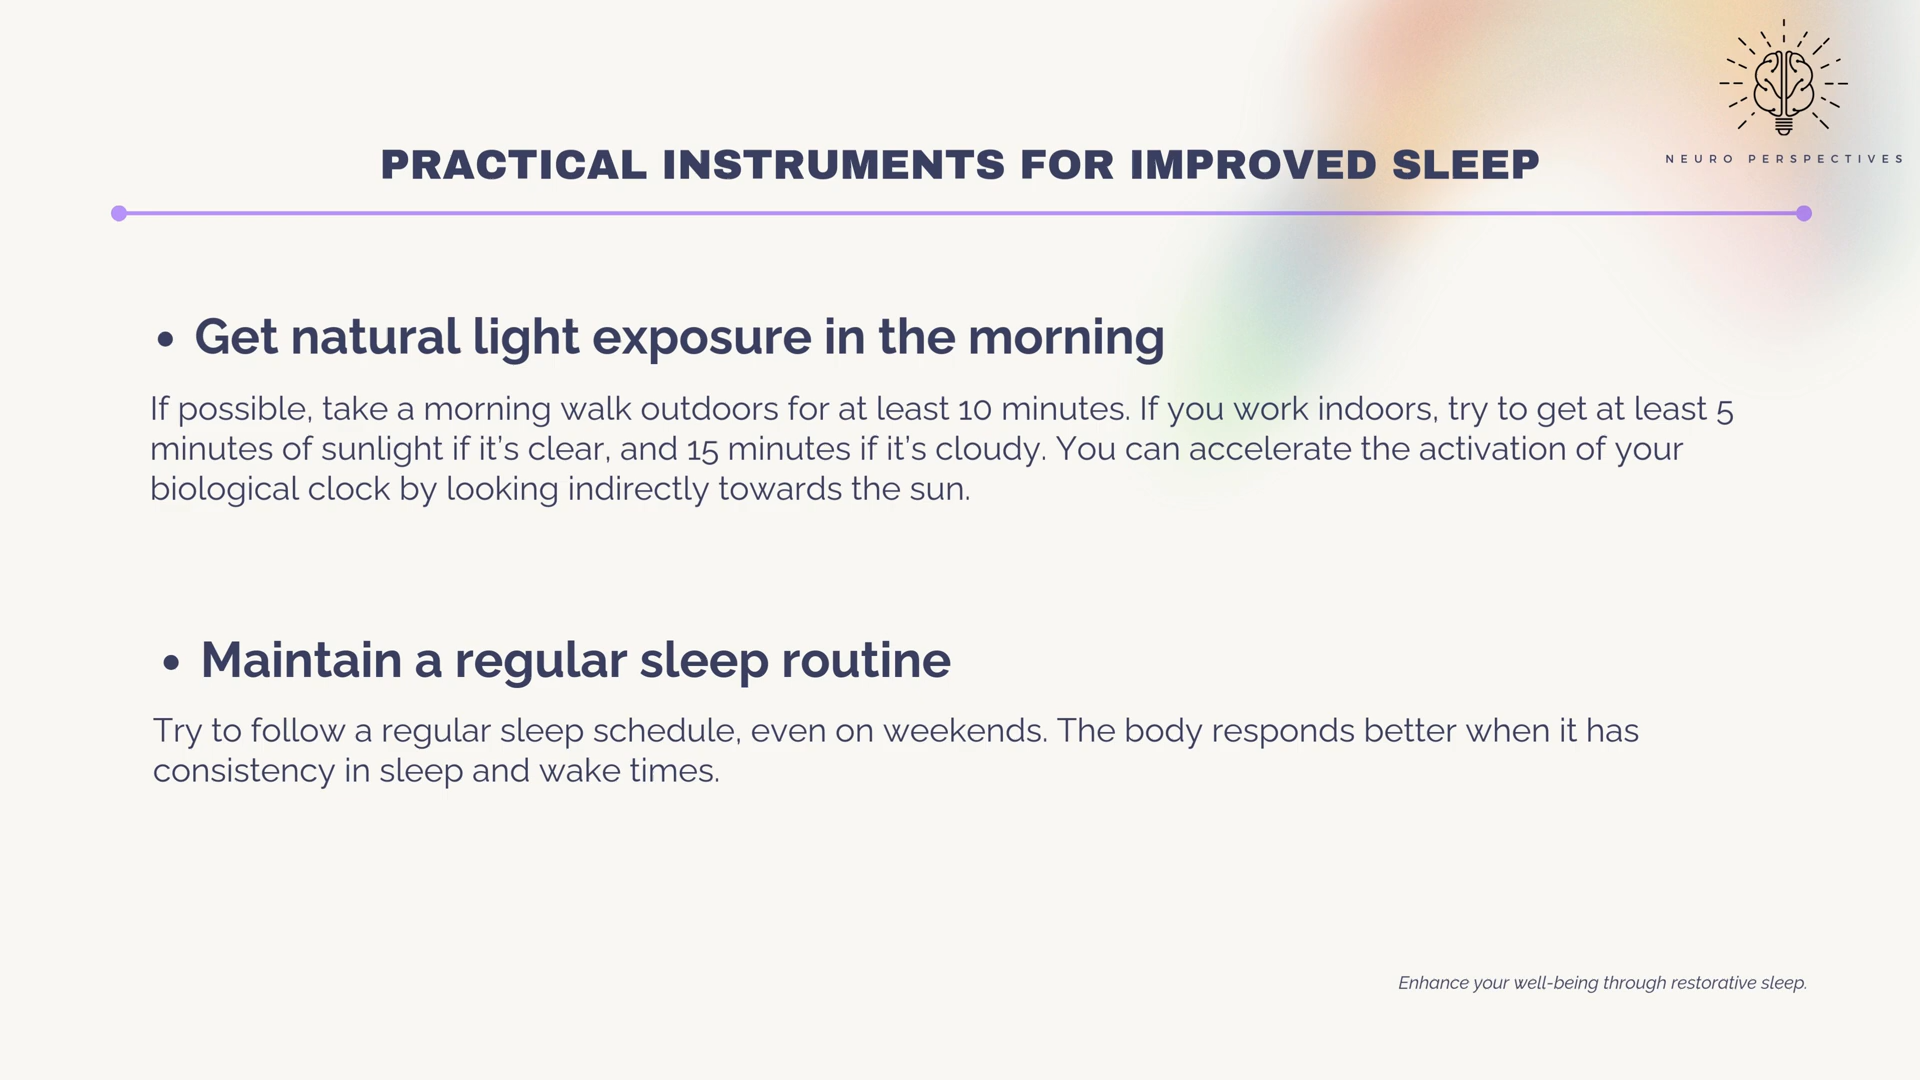 NEURO PERSPECTIVES
PRACTICAL INSTRUMENTS FOR IMPROVED SLEEP
• Get natural light exposure in the morning
If possible, take a morning walk outdoors for at least 10 minutes. If you work indoors, try to get at least 5
minutes of sunlight if it’s clear, and 15 minutes if it’s cloudy. You can accelerate the activation of your
biological clock by looking indirectly towards the sun.
• Maintain a regular sleep routine
Try to follow a regular sleep schedule, even on weekends. The body responds better when it has
consistency in sleep and wake times.
Enhance your well-being through restorative sleep.